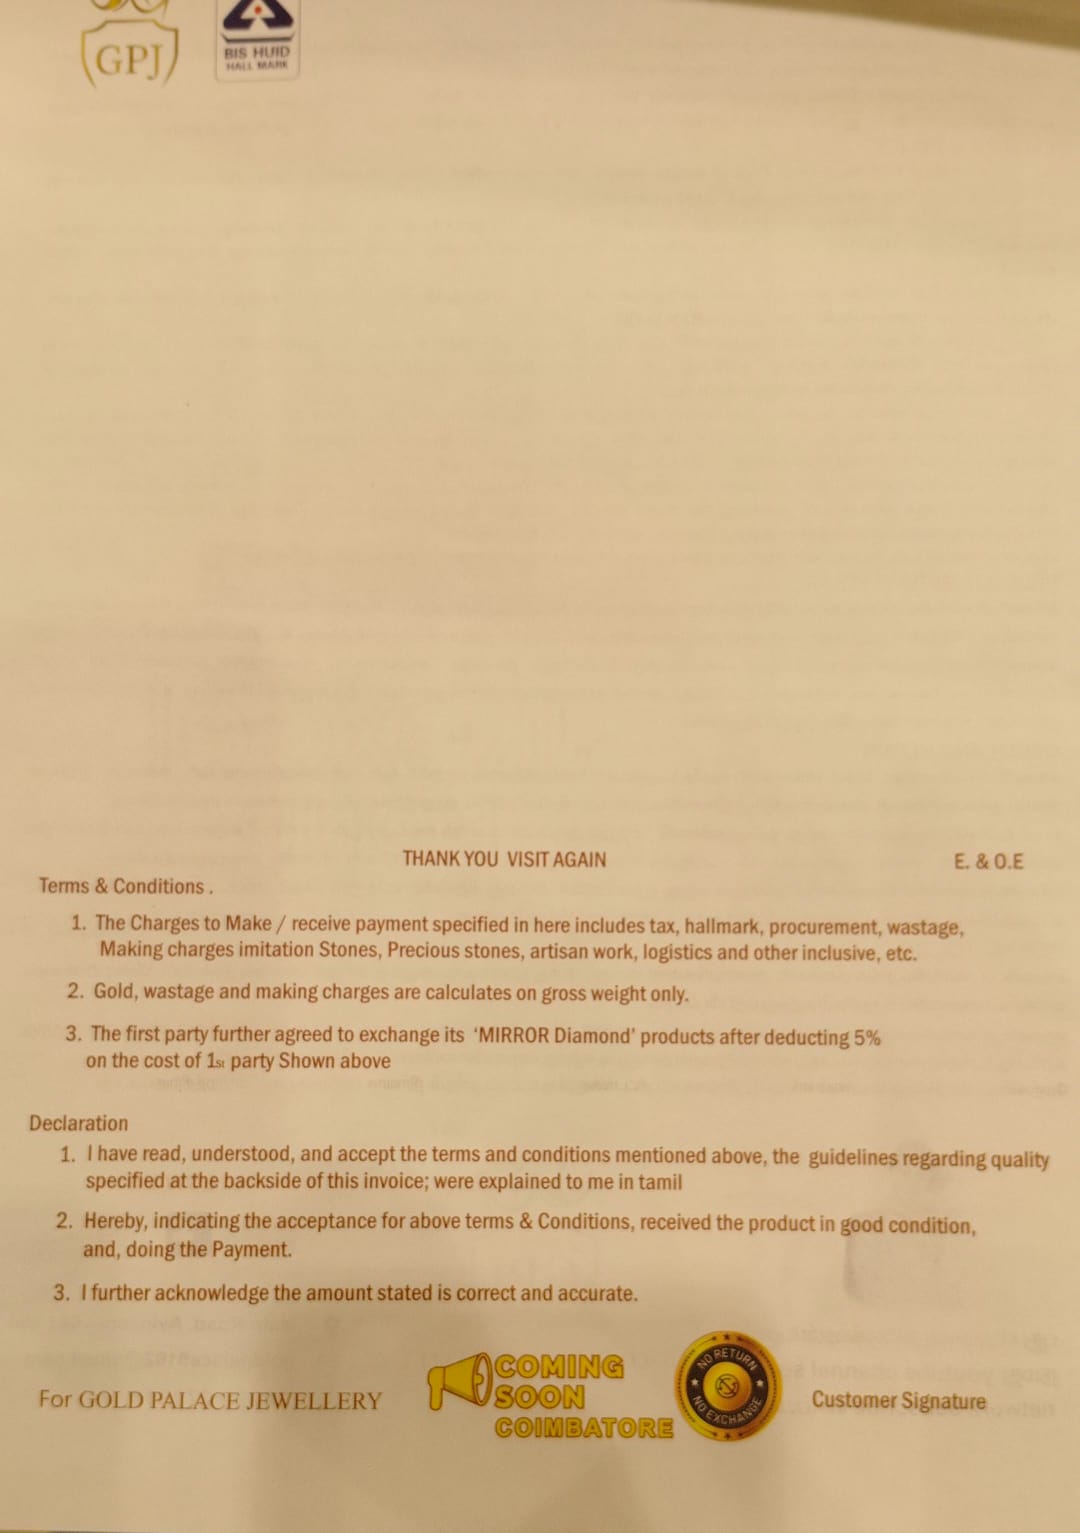 GPJ
BIS HUID
HALL MARK
THANK YOU VISIT AGAIN
E. & O.E
Terms & Conditions .
1. The Charges to Make / receive payment specified in here includes tax, hallmark, procurement, wastage,
Making charges imitation Stones, Precious stones, artisan work, logistics and other inclusive, etc.
2. Gold, wastage and making charges are calculates on gross weight only.
3. The first party further agreed to exchange its ‘MIRROR Diamond’ products after deducting 5%
on the cost of 1st party Shown above
Declaration
1. I have read, understood, and accept the terms and conditions mentioned above, the guidelines regarding quality
specified at the backside of this invoice; were explained to me in tamil
2. Hereby, indicating the acceptance for above terms & Conditions, received the product in good condition,
and, doing the Payment.
3. I further acknowledge the amount stated is correct and accurate.
For GOLD PALACE JEWELLERY
COMING
SOON
COIMBATORE
NO RETURN
NO EXCHANGE
Customer Signature